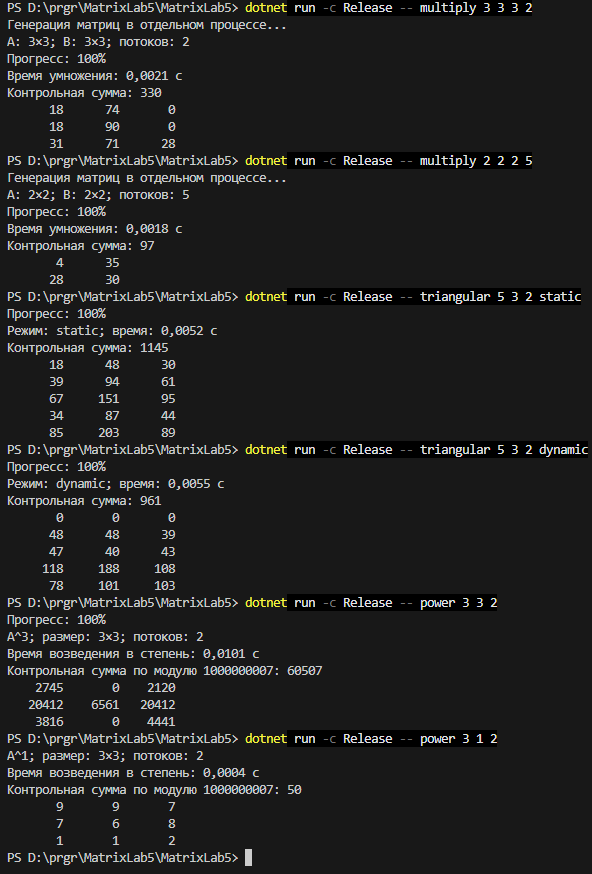 PS D:\prgr\MatrixLab5\MatrixLab5> dotnet run -c Release -- multiply 3 3 3 2
Генерация матриц в отдельном процессе...
A: 3×3; B: 3×3; потоков: 2
Прогресс: 100%
Время умножения: 0,0021 с
Контрольная сумма: 330
18 74 0
18 90 0
31 71 28
PS D:\prgr\MatrixLab5\MatrixLab5> dotnet run -c Release -- multiply 2 2 2 5
Генерация матриц в отдельном процессе...
A: 2×2; B: 2×2; потоков: 5
Прогресс: 100%
Время умножения: 0,0018 с
Контрольная сумма: 97
4 35
28 30
PS D:\prgr\MatrixLab5\MatrixLab5> dotnet run -c Release -- triangular 5 3 2 static
Прогресс: 100%
Режим: static; время: 0,0052 с
Контрольная сумма: 1145
18 48 30
39 94 61
67 151 95
34 87 44
85 203 89
PS D:\prgr\MatrixLab5\MatrixLab5> dotnet run -c Release -- triangular 5 3 2 dynamic
Прогресс: 100%
Режим: dynamic; время: 0,0055 с
Контрольная сумма: 961
0 0 0
48 48 39
47 40 43
118 188 108
78 101 103
PS D:\prgr\MatrixLab5\MatrixLab5> dotnet run -c Release -- power 3 3 2
Прогресс: 100%
A^3; размер: 3×3; потоков: 2
Время возведения в степень: 0,0101 с
Контрольная сумма по модулю 1000000007: 60507
2745 0 2120
20412 6561 20412
3816 0 4441
PS D:\prgr\MatrixLab5\MatrixLab5> dotnet run -c Release -- power 3 1 2
A^1; размер: 3×3; потоков: 2
Время возведения в степень: 0,0004 с
Контрольная сумма по модулю 1000000007: 50
9 9 7
7 6 8
1 1 2
PS D:\prgr\MatrixLab5\MatrixLab5>